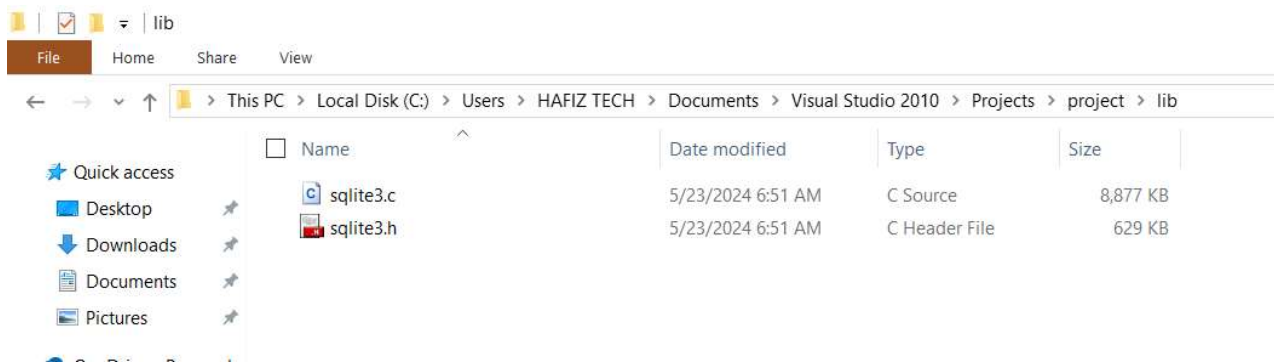 lib
File Home Share View
This PC > Local Disk (C:) > Users > HAFIZ TECH > Documents > Visual Studio 2010 > Projects > project > lib
Name Date modified Type Size
Quick access
sqlite3.c 5/23/2024 6:51 AM C Source 8,877 KB
Desktop
sqlite3.h 5/23/2024 6:51 AM C Header File 629 KB
Downloads
Documents
Pictures